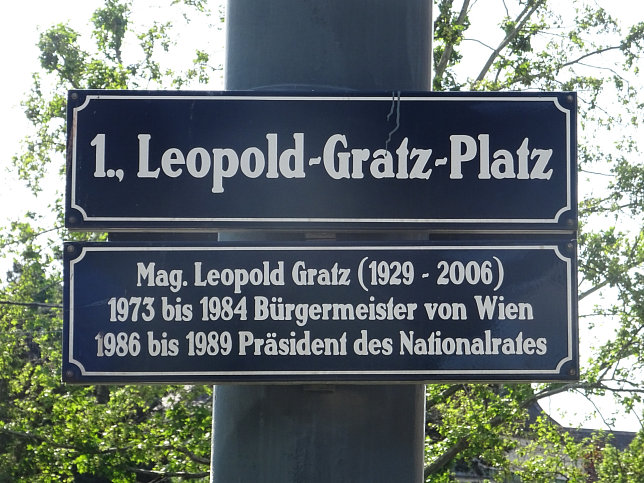 1., Leopold-Gratz-Platz
Mag. Leopold Gratz (1929 - 2006)
1973 bis 1984 Bürgermeister von Wien
1986 bis 1989 Präsident des Nationalrates